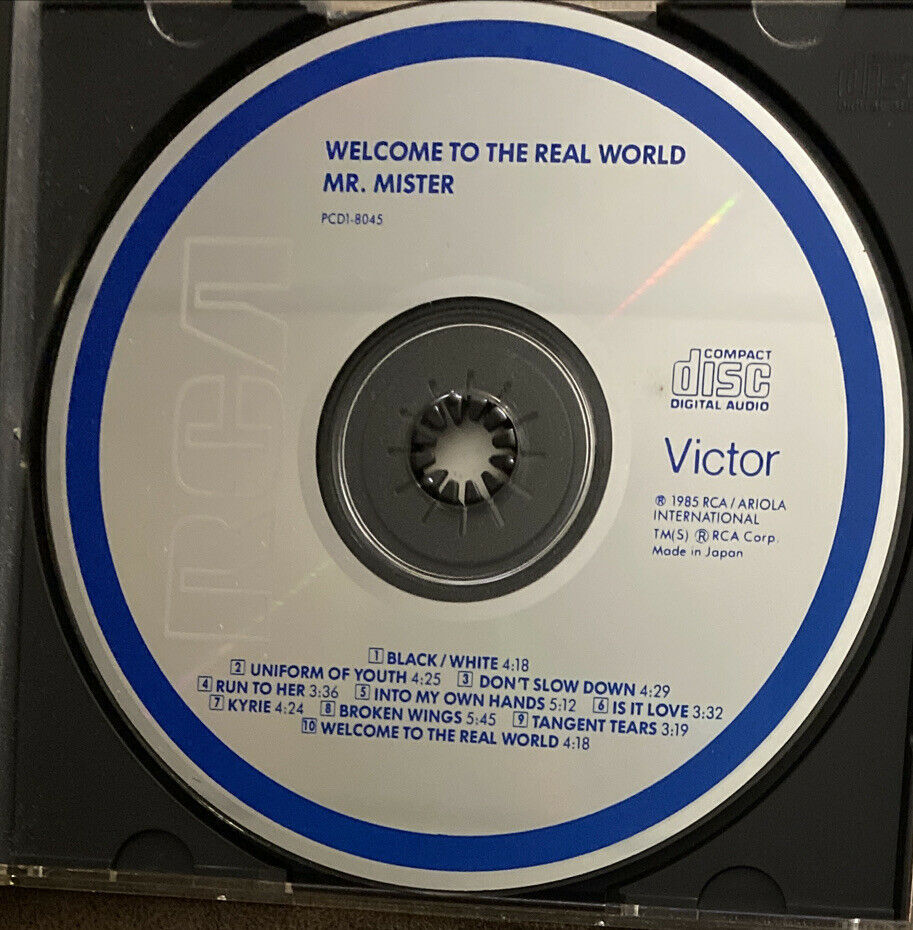 WELCOME TO THE REAL WORLD
MR. MISTER
PCD1-8045
RCA
COMPACT
disc
DIGITAL AUDIO
Victor
℗ 1985 RCA / ARIOLA
INTERNATIONAL
TM(S) ® RCA Corp.
Made in Japan
1 BLACK / WHITE 4:18
2 UNIFORM OF YOUTH 4:25 3 DON'T SLOW DOWN 4:29
4 RUN TO HER 3:36 5 INTO MY OWN HANDS 5:12 6 IS IT LOVE 3:32
7 KYRIE 4:24 8 BROKEN WINGS 5:45 9 TANGENT TEARS 3:19
10 WELCOME TO THE REAL WORLD 4:18